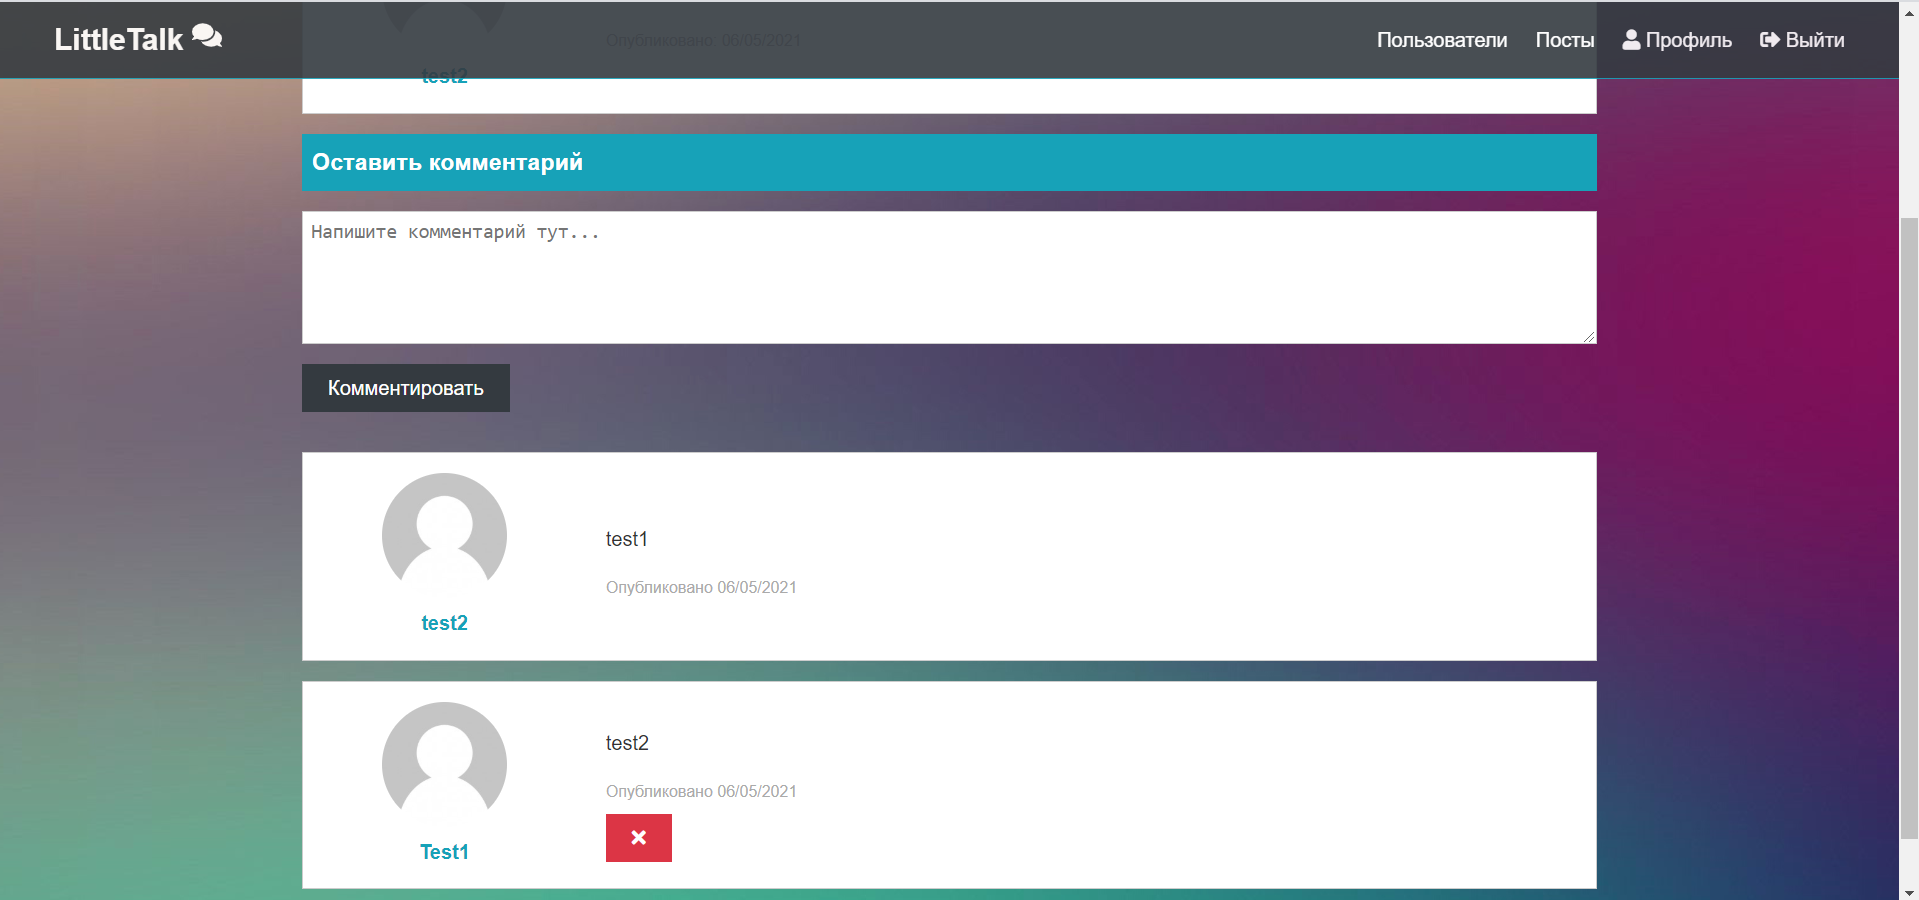 LittleTalk
Пользователи Посты Профиль Выйти
Опубликовано 06/05/2021
test2
Оставить комментарий
Напишите комментарий тут...
Комментировать
test1
Опубликовано 06/05/2021
test2
test2
Опубликовано 06/05/2021
Test1